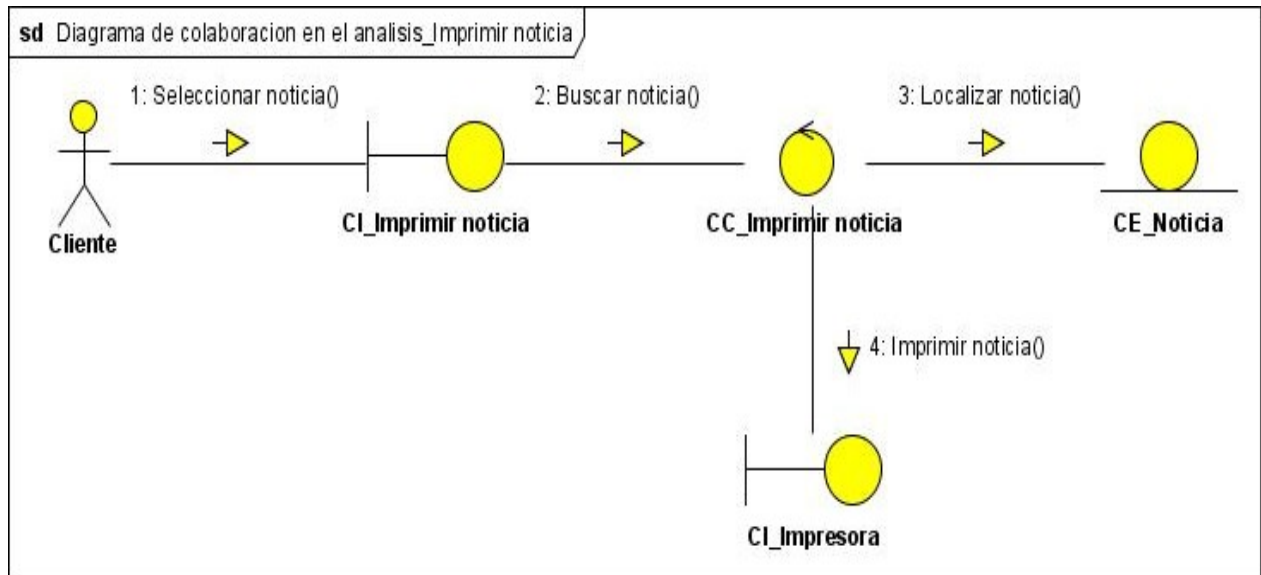 sd Diagrama de colaboracion en el analisis_Imprimir noticia
1: Seleccionar noticia()
2: Buscar noticia()
3: Localizar noticia()
Cliente
CI_Imprimir noticia
CC_Imprimir noticia
CE_Noticia
4: Imprimir noticia()
CI_Impresora